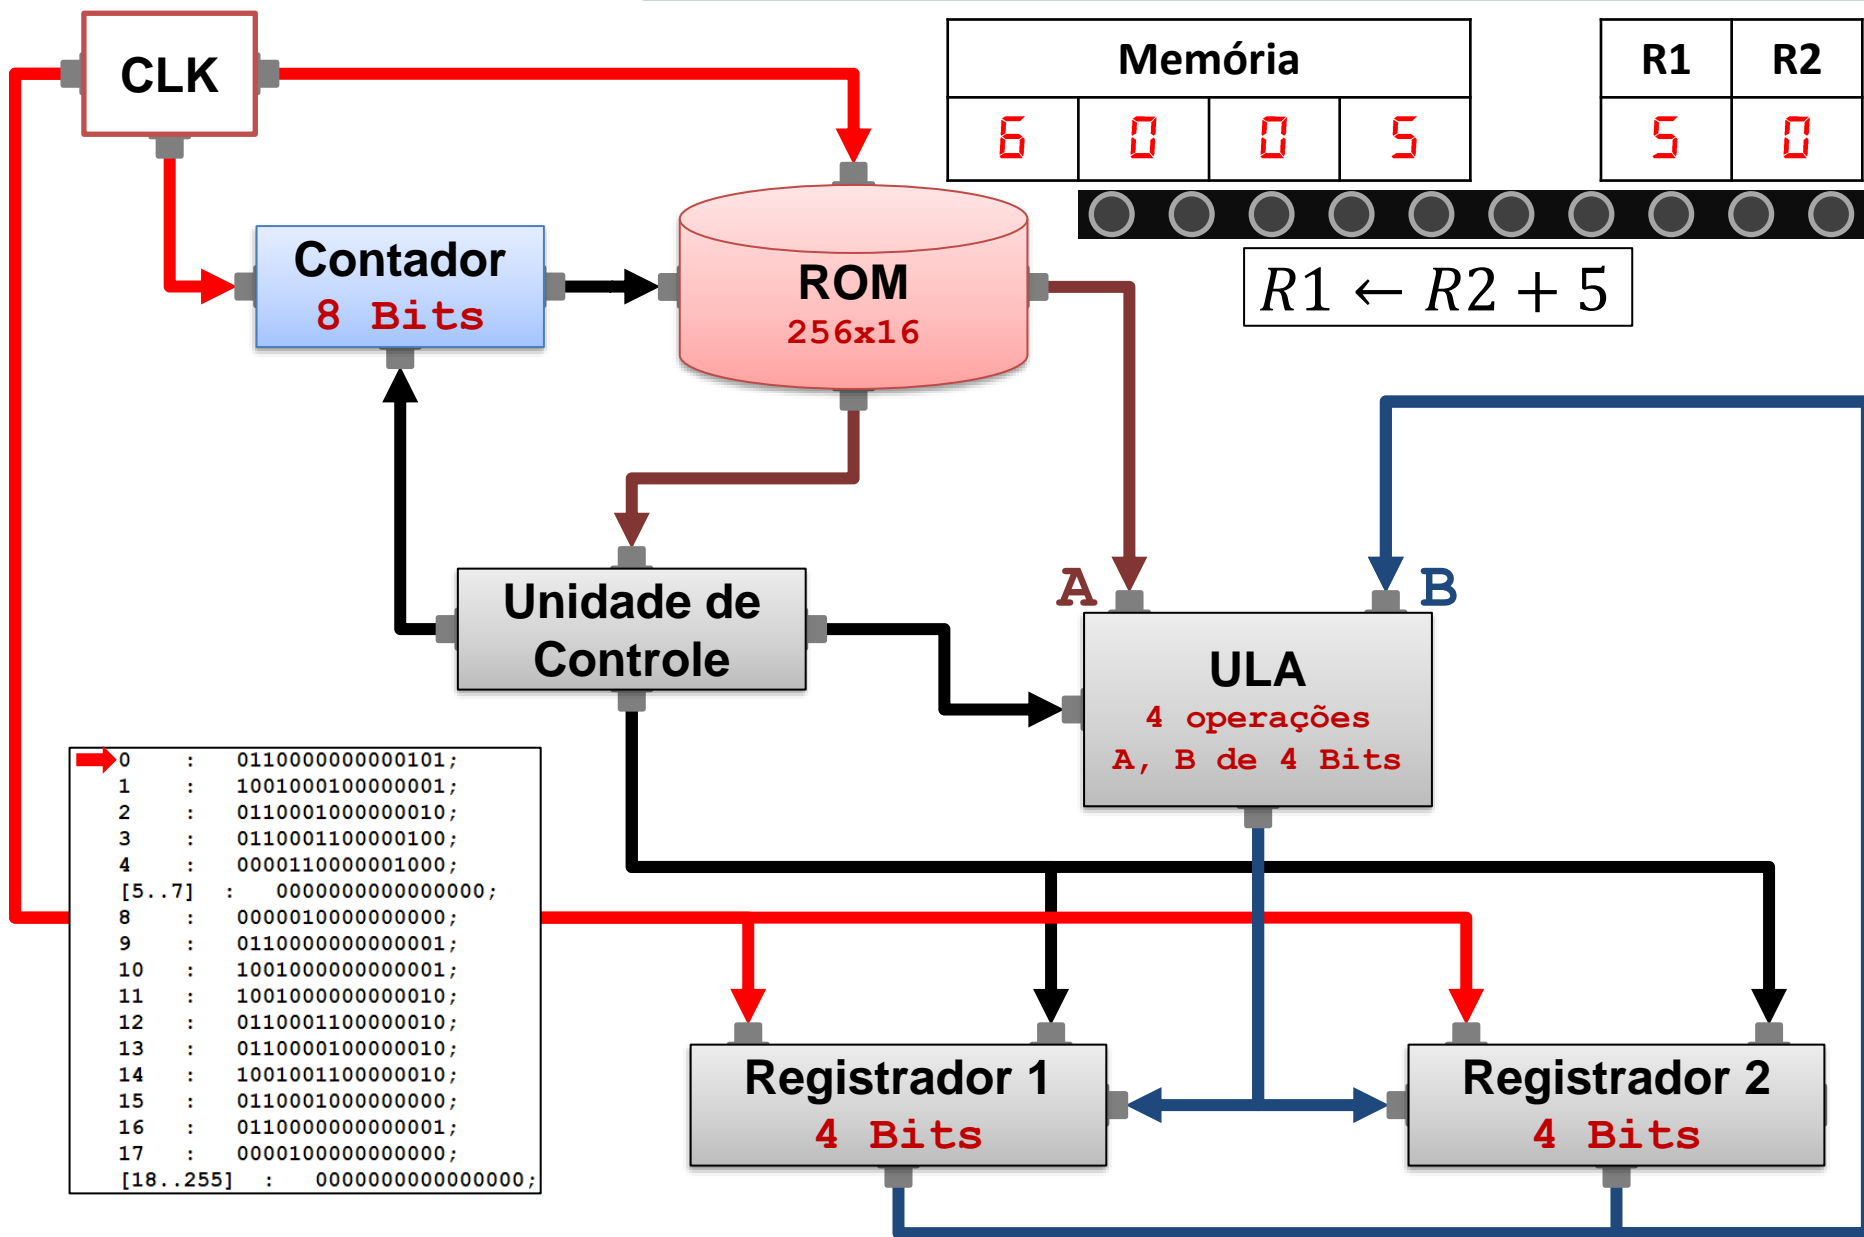 CLK
Memória
R1 R2
6 0 0 5
5 0
Contador
8 Bits
ROM
256x16
R1 ← R2 + 5
Unidade de
Controle
A
B
ULA
4 operações
A, B de 4 Bits
0 : 0110000000000101;
1 : 1001000100000001;
2 : 0110001000000010;
3 : 0110001100000100;
4 : 0000110000001000;
[5..7] : 0000000000000000;
8 : 0000010000000000;
9 : 0110000000000001;
10 : 1001000000000001;
11 : 1001000000000010;
12 : 0110001100000010;
13 : 0110000100000010;
14 : 1001001100000010;
15 : 0110001000000000;
16 : 0110000000000001;
17 : 0000100000000000;
[18..255] : 0000000000000000;
Registrador 1
4 Bits
Registrador 2
4 Bits